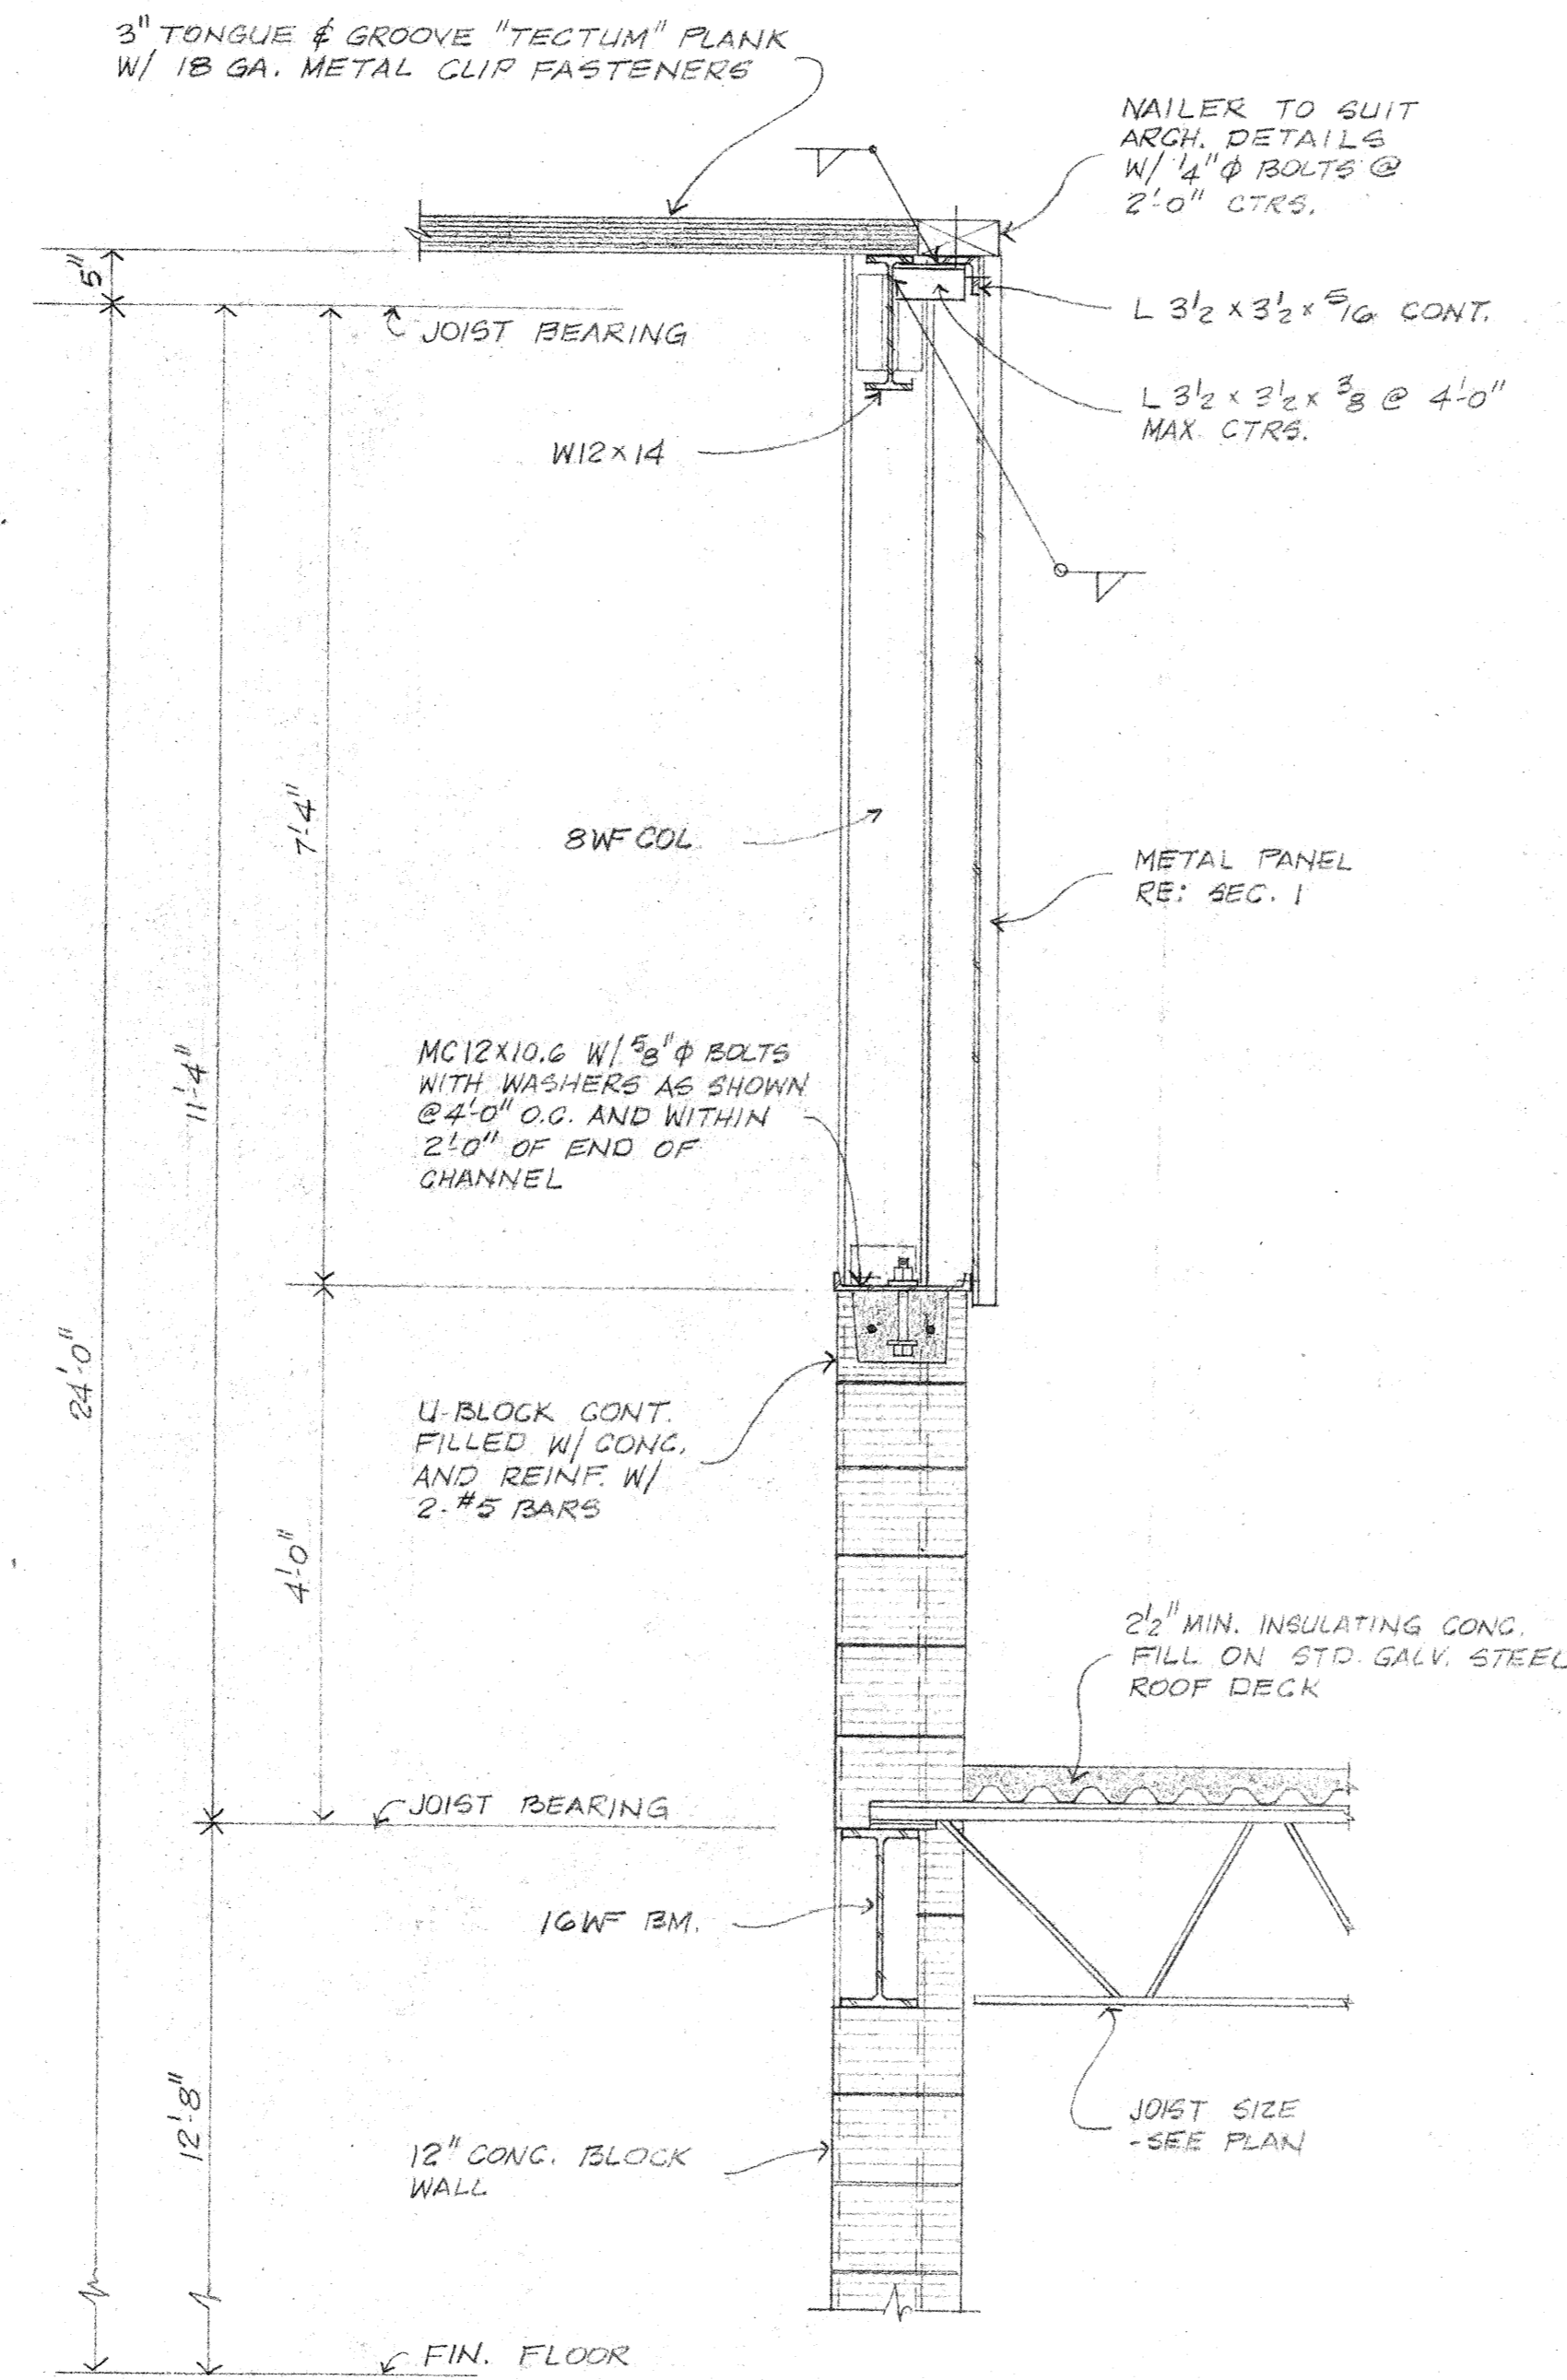 3" TONGUE & GROOVE "TECTUM" PLANK
W/ 18 GA. METAL CLIP FASTENERS
NAILER TO SUIT
ARCH. DETAILS
W/ 1/4"φ BOLTS @
2'-0" CTRS.
5"
JOIST BEARING
L 3 1/2 x 3 1/2 x 5/16 CONT.
L 3 1/2 x 3 1/2 x 3/8 @ 4'-0"
MAX. CTRS.
W12x14
7'-4"
8WF COL.
METAL PANEL
RE: SEC. 1
11'-4"
MC12X10.6 W/ 5/8"φ BOLTS
WITH WASHERS AS SHOWN
@4'-0" O.C. AND WITHIN
2'-0" OF END OF
CHANNEL
24'-0"
U-BLOCK CONT.
FILLED W/ CONC.
AND REINF. W/
2-#5 BARS
4'-0"
2 1/2" MIN. INSULATING CONC.
FILL ON STD. GALV. STEEL
ROOF DECK
JOIST BEARING
16WF BM.
12'-8"
JOIST SIZE
-SEE PLAN
12" CONC. BLOCK
WALL
FIN. FLOOR